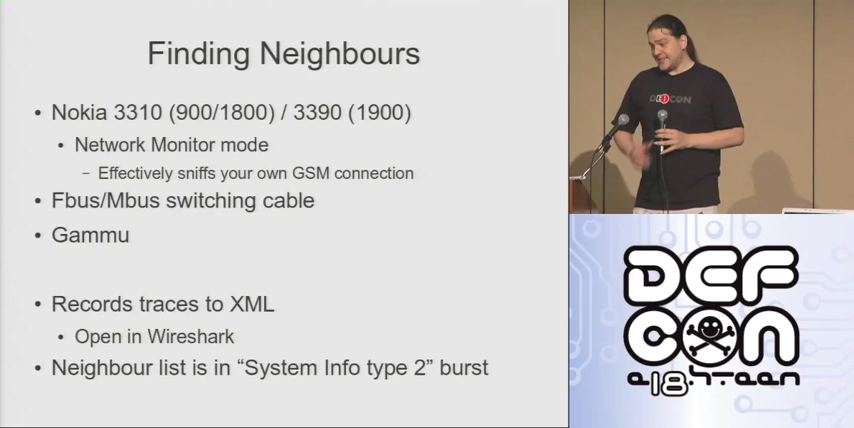 Finding Neighbours
• Nokia 3310 (900/1800) / 3390 (1900)
• Network Monitor mode
– Effectively sniffs your own GSM connection
• Fbus/Mbus switching cable
• Gammu
• Records traces to XML
• Open in Wireshark
• Neighbour list is in “System Info type 2” burst
DEFCON
DEF
CON
e18h-teen